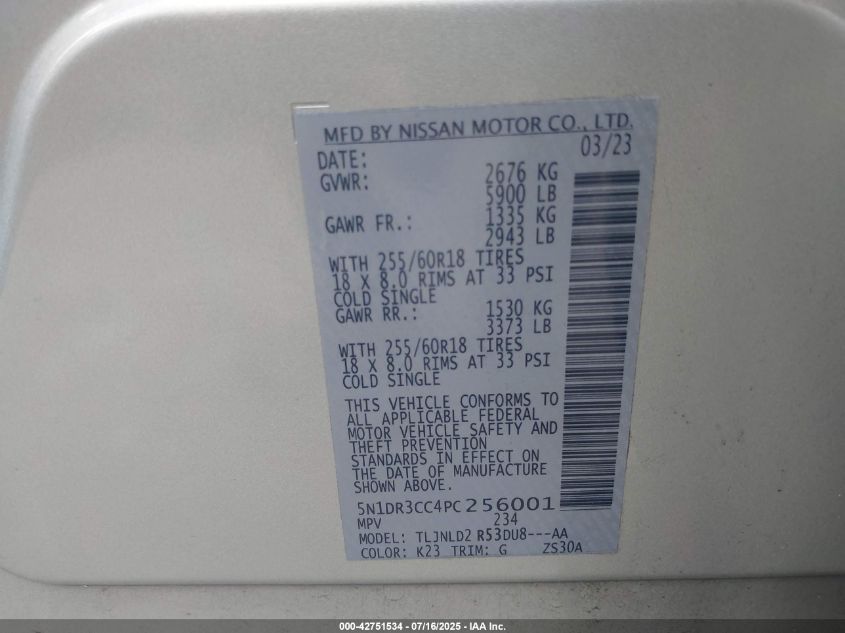 MFD BY NISSAN MOTOR CO., LTD.
DATE: 03/23
GVWR: 2676 KG
5900 LB
GAWR FR.: 1335 KG
2943 LB
WITH 255/60R18 TIRES
18 X 8.0 RIMS AT 33 PSI
COLD SINGLE
GAWR RR.: 1530 KG
3373 LB
WITH 255/60R18 TIRES
18 X 8.0 RIMS AT 33 PSI
COLD SINGLE
THIS VEHICLE CONFORMS TO
ALL APPLICABLE FEDERAL
MOTOR VEHICLE SAFETY AND
THEFT PREVENTION
STANDARDS IN EFFECT ON
THE DATE OF MANUFACTURE
SHOWN ABOVE.
5N1DR3CC4PC256001
MPV 234
MODEL: TLJNLD2 R53DU8---AA
COLOR: K23 TRIM: G ZS30A
000-42751534 - 07/16/2025 - IAA Inc.